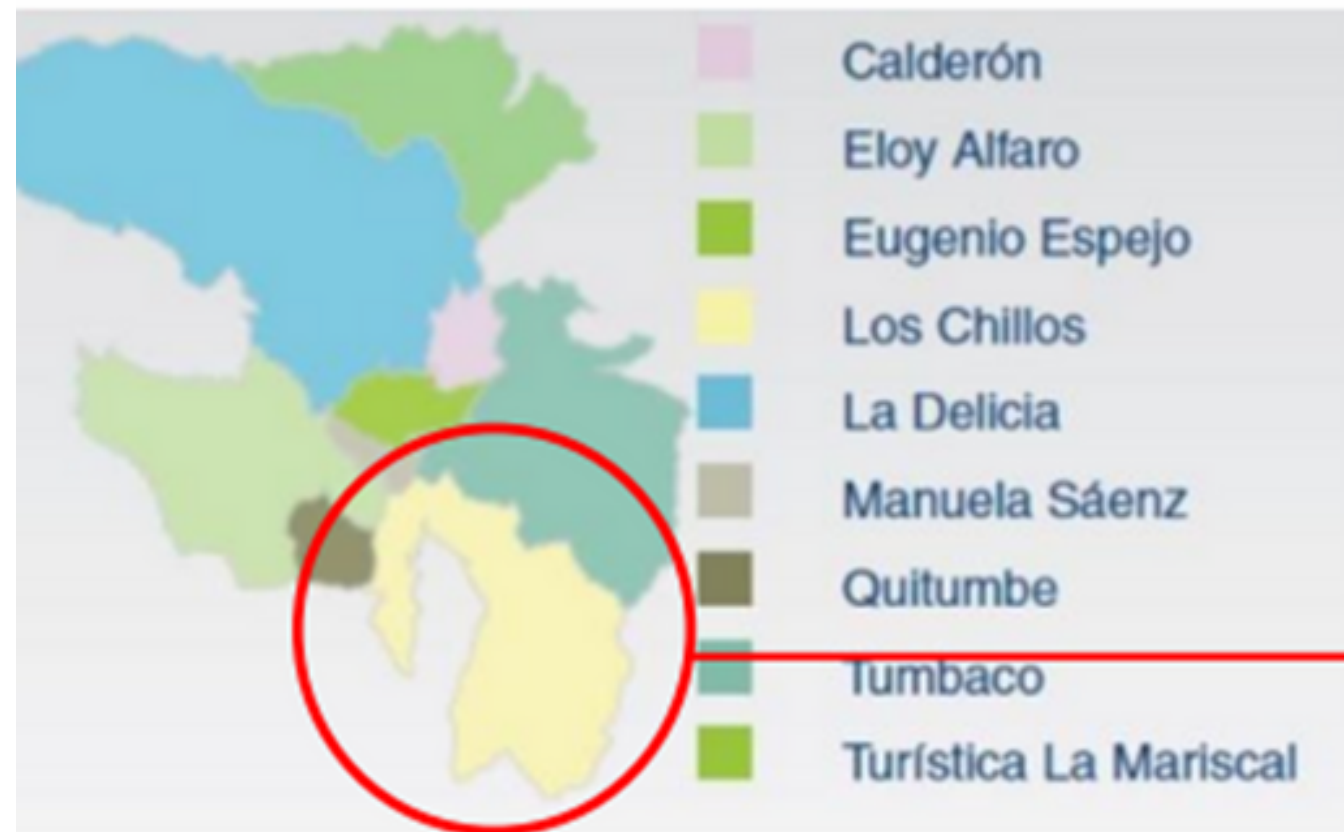 Calderón
Eloy Alfaro
Eugenio Espejo
Los Chillos
La Delicia
Manuela Sáenz
Quitumbe
Tumbaco
Turística La Mariscal